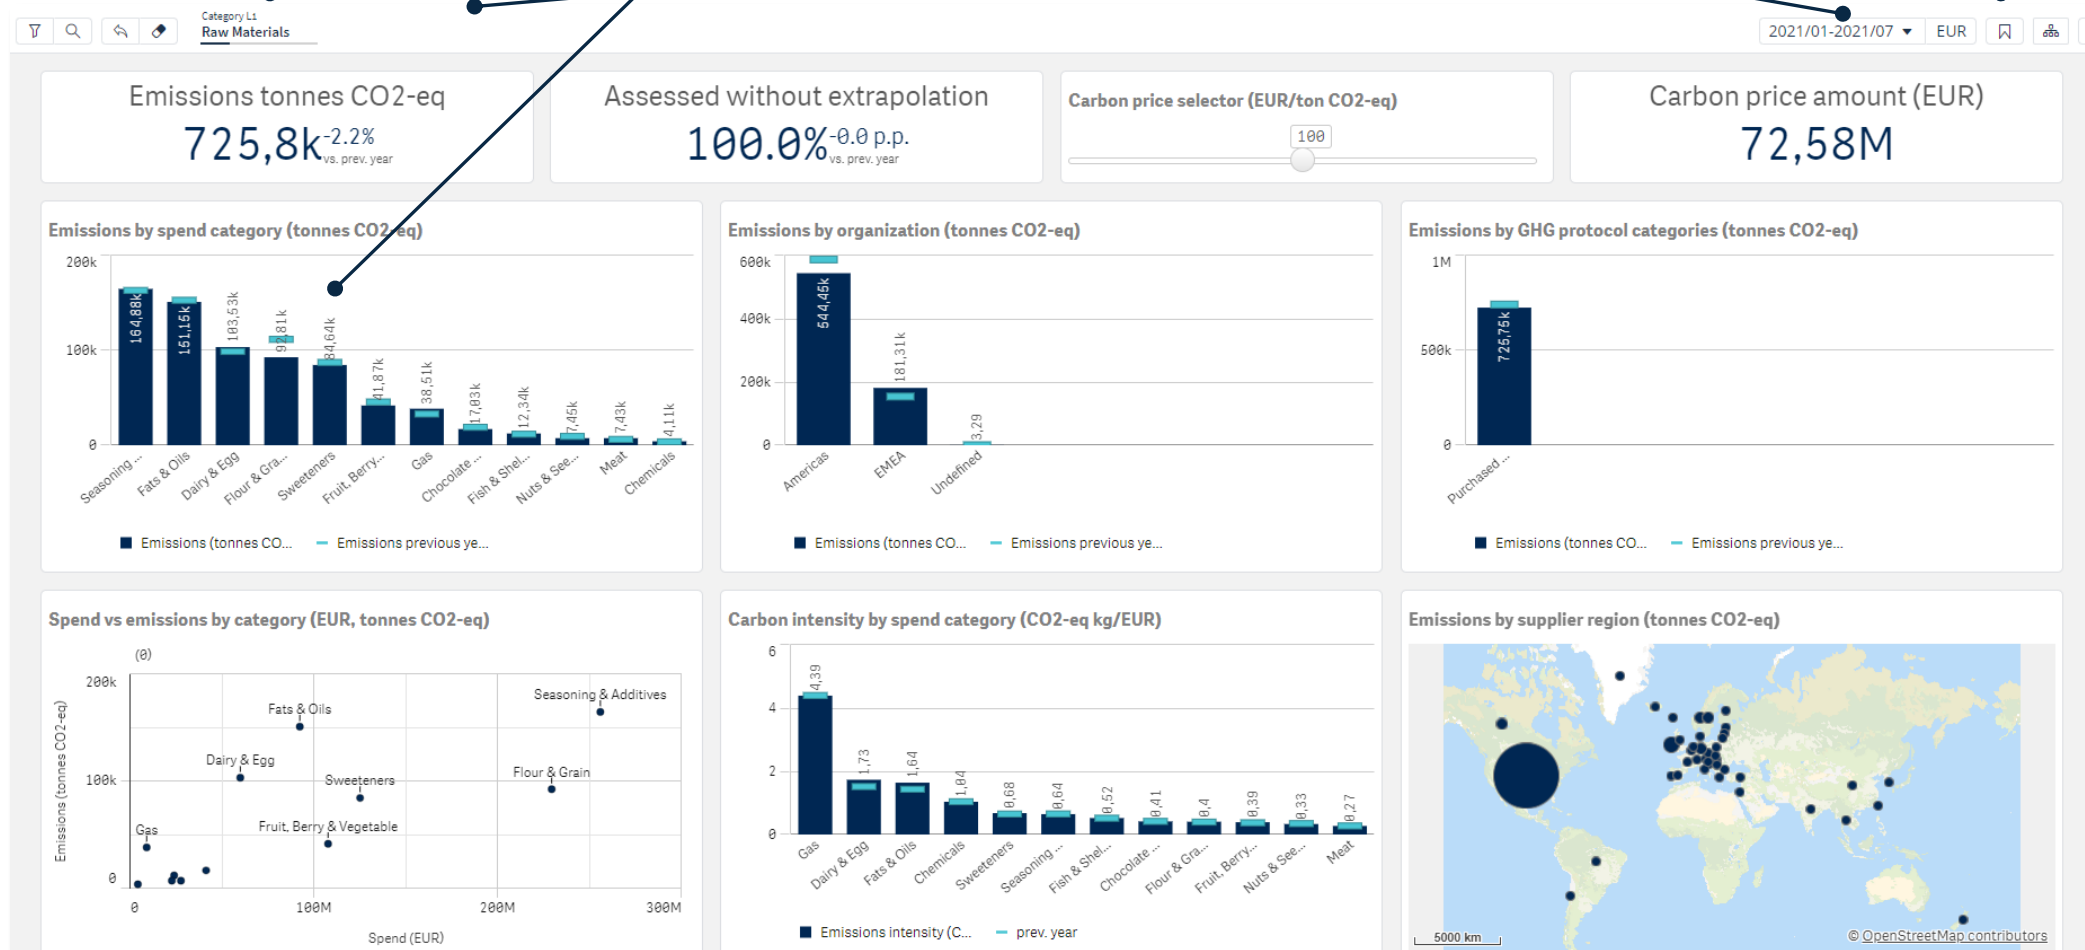 Category L1
Raw Materials
2021/01-2021/07
EUR
Emissions tonnes CO2-eq
725,8k
-2.2%
vs. prev. year
Assessed without extrapolation
100.0%
-0.0 p.p.
vs. prev. year
Carbon price selector (EUR/ton CO2-eq)
100
Carbon price amount (EUR)
72,58M
Emissions by spend category (tonnes CO2-eq)
200k
100k
0
164,88k
151,15k
103,53k
92,81k
84,64k
41,87k
38,51k
17,03k
12,34k
7,45k
7,43k
4,11k
Seasoning ...
Fats & Oils
Dairy & Egg
Flour & Gra...
Sweeteners
Fruit, Berry...
Gas
Chocolate ...
Fish & Shel...
Nuts & See...
Meat
Chemicals
Emissions (tonnes CO...
Emissions previous ye...
Emissions by organization (tonnes CO2-eq)
600k
400k
200k
0
544,45k
181,31k
3,29
Americas
EMEA
Undefined
Emissions (tonnes CO...
Emissions previous ye...
Emissions by GHG protocol categories (tonnes CO2-eq)
1M
500k
0
725,75k
Purchased ...
Emissions (tonnes CO...
Emissions previous ye...
Spend vs emissions by category (EUR, tonnes CO2-eq)
(0)
Emissions (tonnes CO2-eq)
200k
100k
0
Seasoning & Additives
Fats & Oils
Dairy & Egg
Sweeteners
Flour & Grain
Gas
Fruit, Berry & Vegetable
0
100M
200M
300M
Spend (EUR)
Carbon intensity by spend category (CO2-eq kg/EUR)
6
4
2
0
4,39
1,73
1,64
1,04
0,68
0,64
0,52
0,41
0,4
0,39
0,33
0,27
Gas
Dairy & Egg
Fats & Oils
Chemicals
Sweeteners
Seasoning ...
Fish & Shel...
Chocolate ...
Flour & Gra...
Fruit, Berry...
Nuts & See...
Meat
Emissions intensity (C...
prev. year
Emissions by supplier region (tonnes CO2-eq)
5000 km
© OpenStreetMap contributors